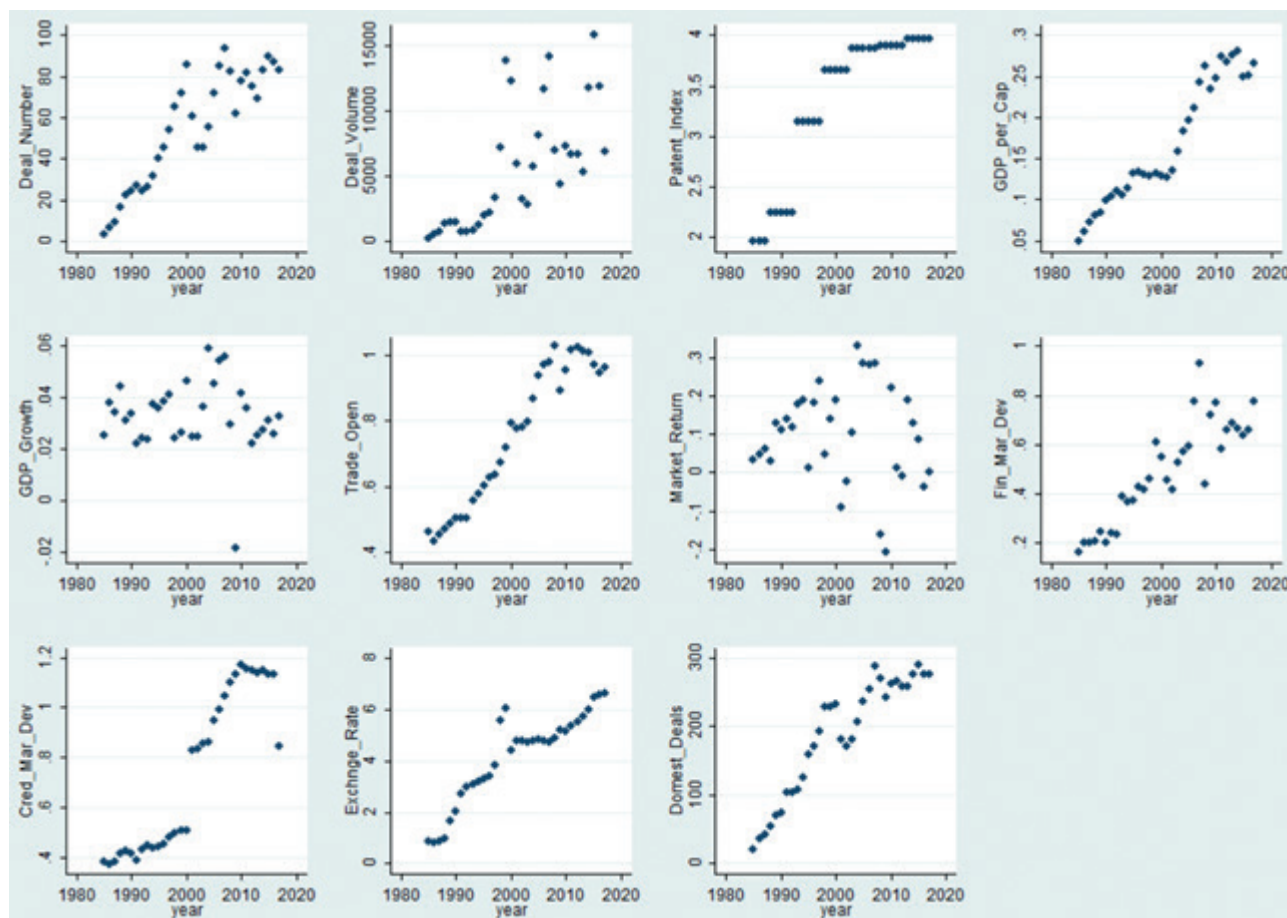 Deal_Number
0 20 40 60 80 100
1980 1990 2000 2010 2020
year
Deal_Volume
0 5000 10000 15000
1980 1990 2000 2010 2020
year
Patent_Index
2 2.5 3 3.5 4
1980 1990 2000 2010 2020
year
GDP_per_Cap
.05 .1 .15 .2 .25 .3
1980 1990 2000 2010 2020
year
GDP_Growth
-.02 0 .02 .04 .06
1980 1990 2000 2010 2020
year
Trade_Open
.4 .6 .8 1
1980 1990 2000 2010 2020
year
Market_Return
-.2 -.1 0 .1 .2 .3
1980 1990 2000 2010 2020
year
Fin_Mar_Dev
.2 .4 .6 .8 1
1980 1990 2000 2010 2020
year
Cred_Mar_Dev
.4 .6 .8 1 1.2
1980 1990 2000 2010 2020
year
Exchnge_Rate
0 2 4 6 8
1980 1990 2000 2010 2020
year
Domest_Deals
0 100 200 300
1980 1990 2000 2010 2020
year